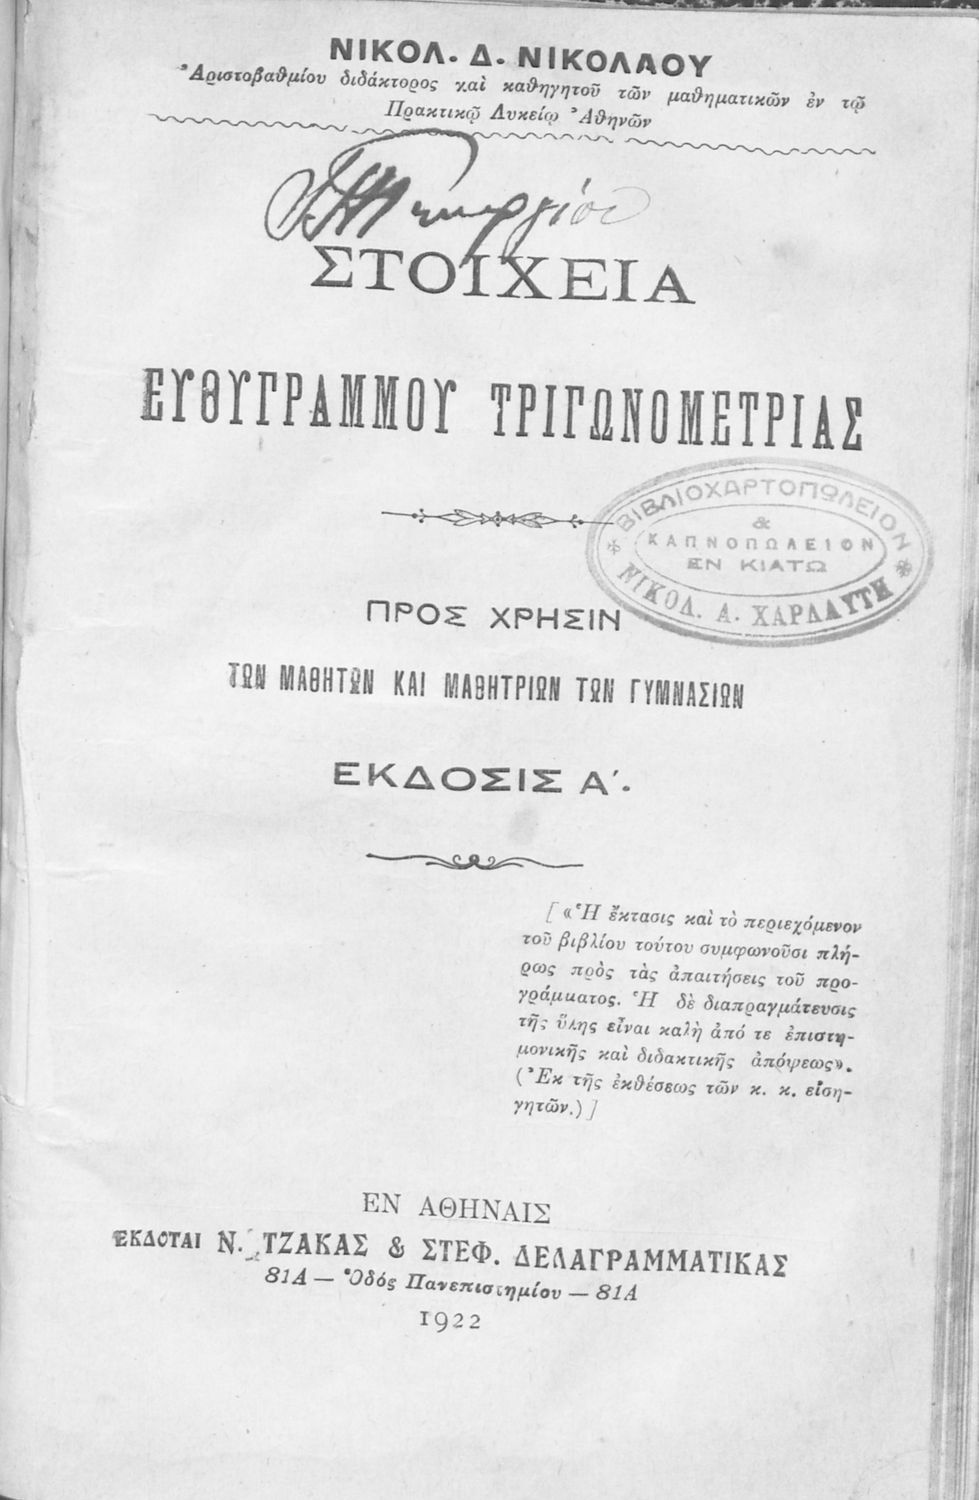 ΝΙΚΟΛ. Δ. ΝΙΚΟΛΑΟΥ
Ἀριστοβαθμίου διδάκτορος καὶ καθηγητοῦ τῶν μαθηματικῶν ἐν τῷ
Πρακτικῷ Λυκείῳ Ἀθηνῶν
ΣΤΟΙΧΕΙΑ
ΕΥΘΥΓΡΑΜΜΟΥ ΤΡΙΓΩΝΟΜΕΤΡΙΑΣ
ΒΙΒΛΙΟΧΑΡΤΟΠΩΛΕΙΟΝ
&
ΚΑΠΝΟΠΩΛΕΙΟΝ
ΕΝ ΚΙΑΤΩ
ΝΙΚΟΛ. Α. ΧΑΡΛΑΥΤΗ
ΠΡΟΣ ΧΡΗΣΙΝ
ΤΩΝ ΜΑΘΗΤΩΝ ΚΑΙ ΜΑΘΗΤΡΙΩΝ ΤΩΝ ΓΥΜΝΑΣΙΩΝ
ΕΚΔΟΣΙΣ Α΄.
[«Ἡ ἔκτασις καὶ τὸ περιεχόμενον
τοῦ βιβλίου τούτου συμφωνοῦσι πλή-
ρως πρὸς τὰς ἀπαιτήσεις τοῦ προ-
γράμματος. Ἡ δὲ διαπραγμάτευσις
τῆς ὕλης εἶναι καλὴ ἀπό τε ἐπιστη-
μονικῆς καὶ διδακτικῆς ἀπόψεως».
(Ἐκ τῆς ἐκθέσεως τῶν κ. κ. εἰση-
γητῶν.)]
ΕΝ ΑΘΗΝΑΙΣ
ΕΚΔΟΤΑΙ Ν. ΤΖΑΚΑΣ & ΣΤΕΦ. ΔΕΛΑΓΡΑΜΜΑΤΙΚΑΣ
81Α — Ὁδός Πανεπιστημίου — 81Α
1922